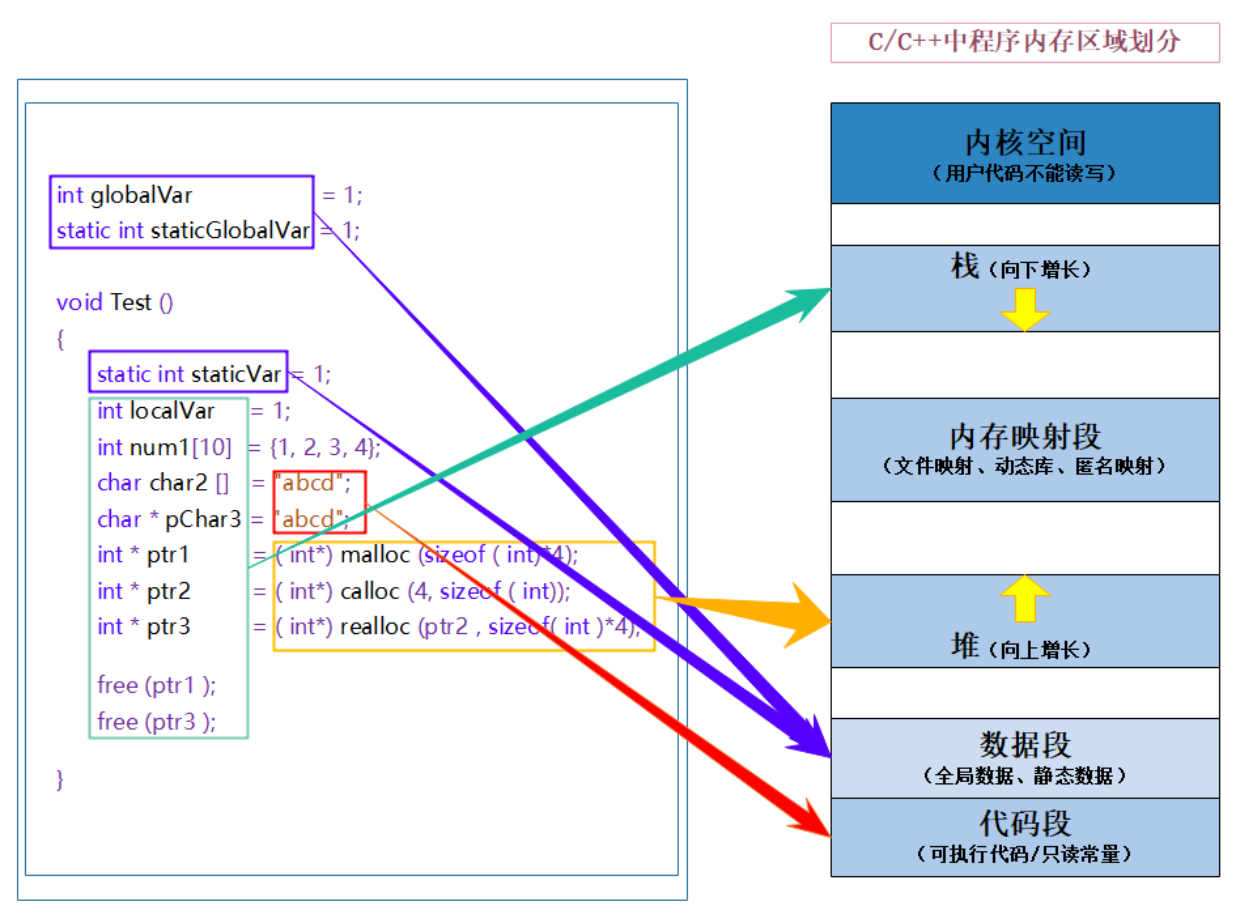 C/C++中程序内存区域划分
int globalVar = 1;
static int staticGlobalVar = 1;
void Test ()
{
static int staticVar = 1;
int localVar = 1;
int num1[10] = {1, 2, 3, 4};
char char2 [] = "abcd";
char * pChar3 = "abcd";
int * ptr1 = ( int*) malloc (sizeof ( int)*4);
int * ptr2 = ( int*) calloc (4, sizeof ( int));
int * ptr3 = ( int*) realloc (ptr2 , sizeof( int )*4);
free (ptr1 );
free (ptr3 );
}
内核空间
（用户代码不能读写）
栈（向下增长）
内存映射段
（文件映射、动态库、匿名映射）
堆（向上增长）
数据段
（全局数据、静态数据）
代码段
（可执行代码/只读常量）